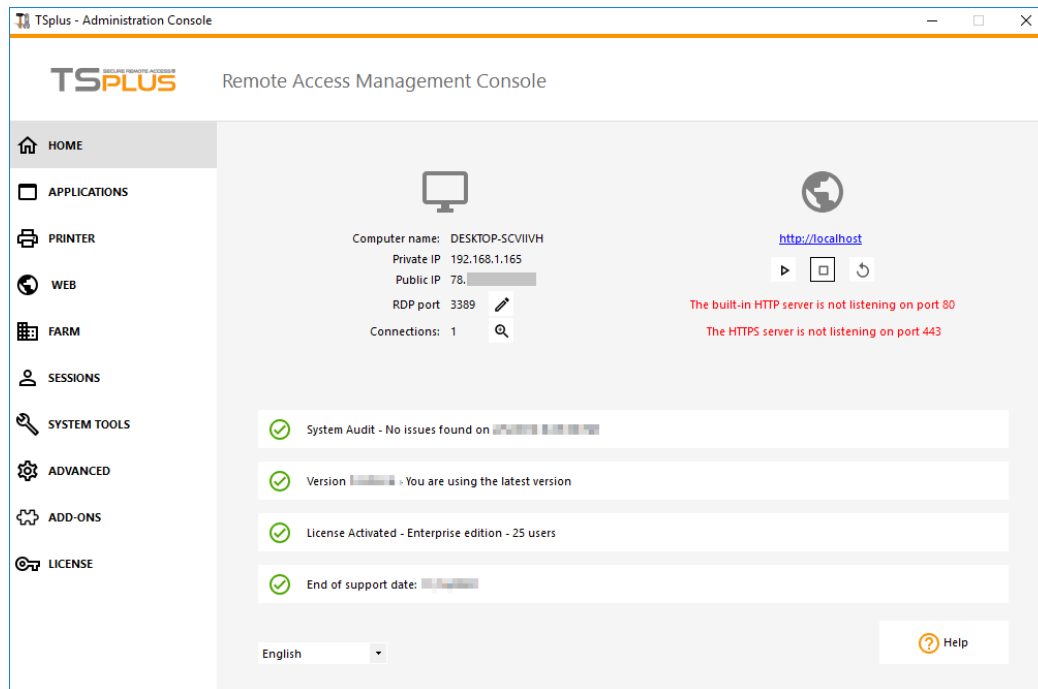 TSplus - Administration Console
SECURE REMOTE ACCESS®
TSPLUS
Remote Access Management Console
HOME
APPLICATIONS
PRINTER
WEB
FARM
SESSIONS
SYSTEM TOOLS
ADVANCED
ADD-ONS
LICENSE
Computer name: DESKTOP-SCVIIVH
Private IP 192.168.1.165
Public IP 78.
RDP port 3389
Connections: 1
http://localhost
The built-in HTTP server is not listening on port 80
The HTTPS server is not listening on port 443
System Audit - No issues found on
Version - You are using the latest version
License Activated - Enterprise edition - 25 users
End of support date:
English
Help